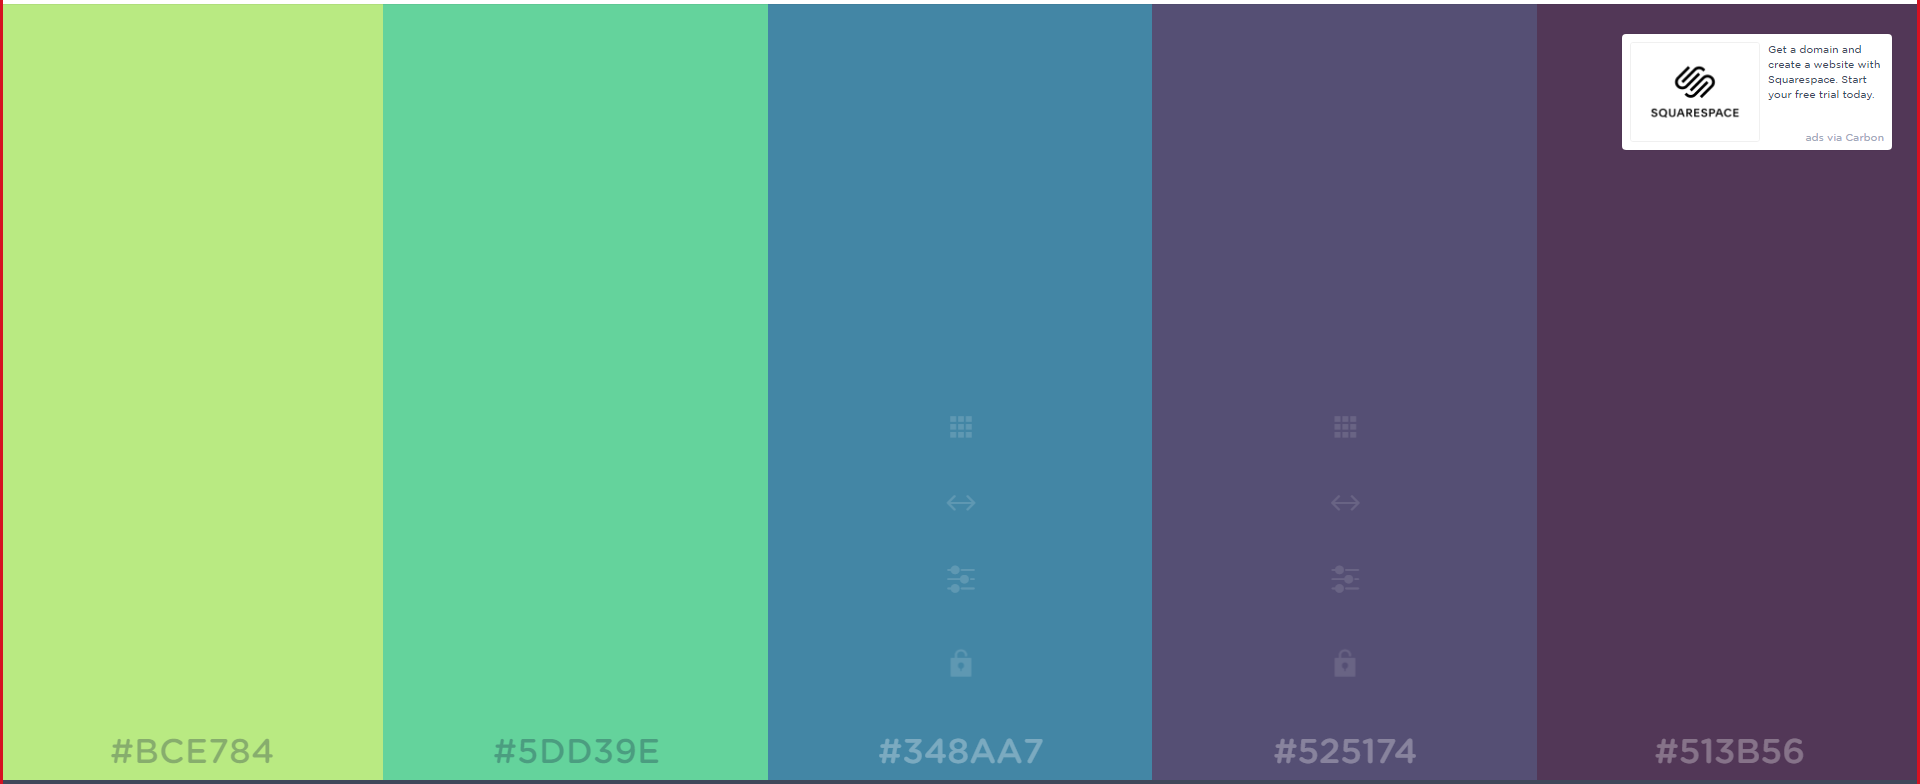 Get a domain and
create a website with
Squarespace. Start
your free trial today.
SQUARESPACE
ads via Carbon
#BCE784
#5DD39E
#348AA7
#525174
#513B56